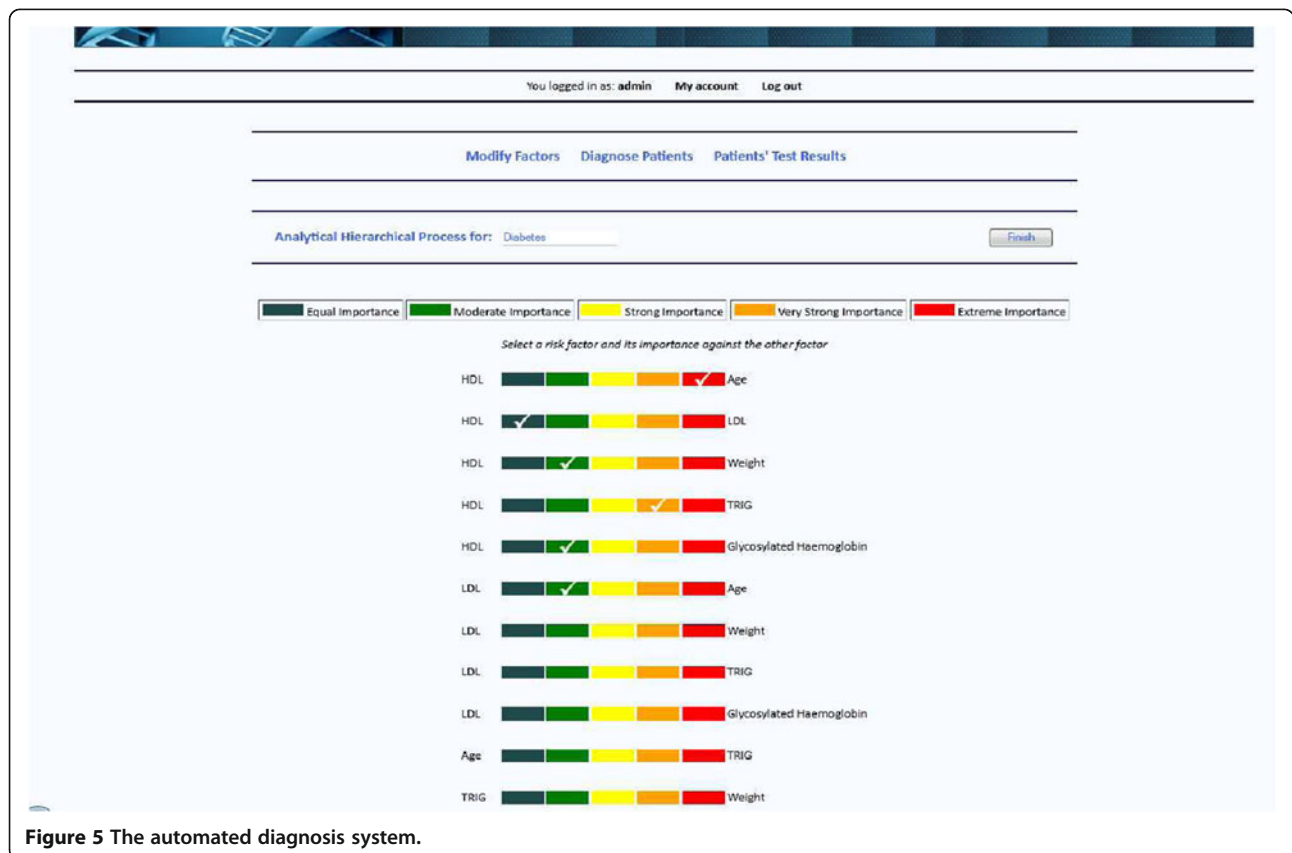 You logged in as: admin My account Log out
Modify Factors Diagnose Patients Patients' Test Results
Analytical Hierarchical Process for: Diabetes Finish
Equal Importance Moderate Importance Strong Importance Very Strong Importance Extreme Importance
Select a risk factor and its importance against the other factor
HDL Age
HDL LDL
HDL Weight
HDL TRIG
HDL Glycosylated Haemoglobin
LDL Age
LDL Weight
LDL TRIG
LDL Glycosylated Haemoglobin
Age TRIG
TRIG Weight
Figure 5 The automated diagnosis system.